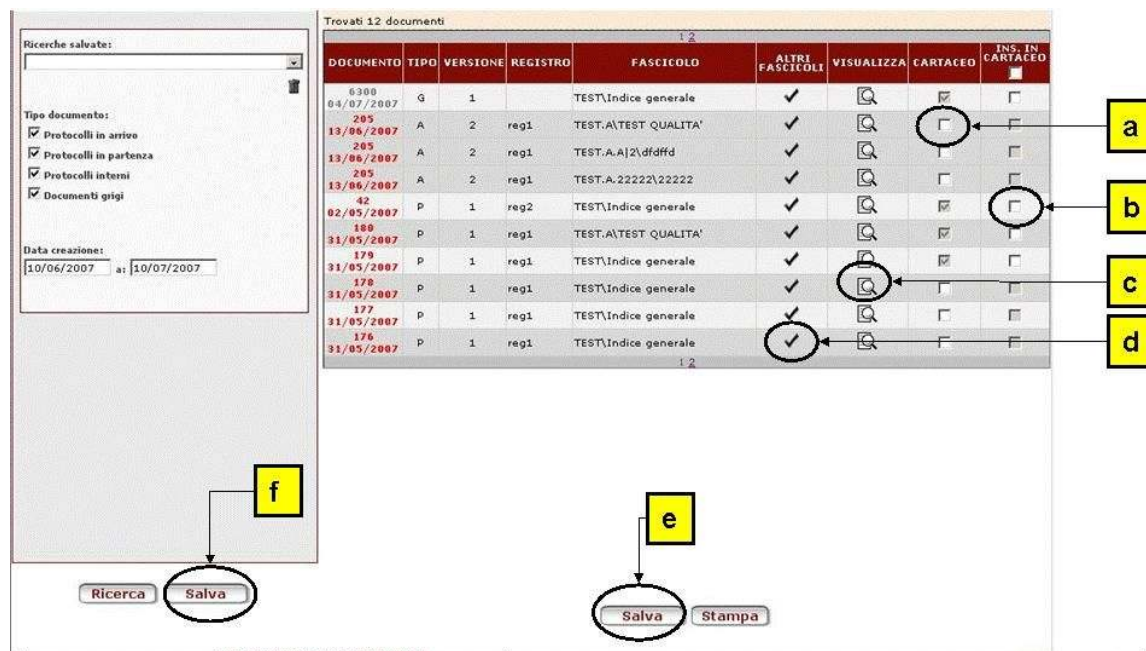 Trovati 12 documenti
Ricerche salvate:
Tipo documento:
Protocolli in arrivo
Protocolli in partenza
Protocolli interni
Documenti grigi
Data creazione:
10/06/2007 a: 10/07/2007
Ricerca Salva
f
1 2
DOCUMENTO TIPO VERSIONE REGISTRO FASCICOLO ALTRI FASCICOLI VISUALIZZA CARTACEO INS. IN CARTACEO
6300 04/07/2007 G 1 TEST\Indice generale
205 13/06/2007 A 2 reg1 TEST.A\TEST QUALITA'
205 13/06/2007 A 2 reg1 TEST.A.A|2\dfdffd
205 13/06/2007 A 2 reg1 TEST.A.22222\22222
42 02/05/2007 P 1 reg2 TEST\Indice generale
180 31/05/2007 P 1 reg1 TEST.A\TEST QUALITA'
179 31/05/2007 P 1 reg1 TEST\Indice generale
178 31/05/2007 P 1 reg1 TEST\Indice generale
177 31/05/2007 P 1 reg1 TEST\Indice generale
176 31/05/2007 P 1 reg1 TEST\Indice generale
1 2
a
b
c
d
e
Salva Stampa